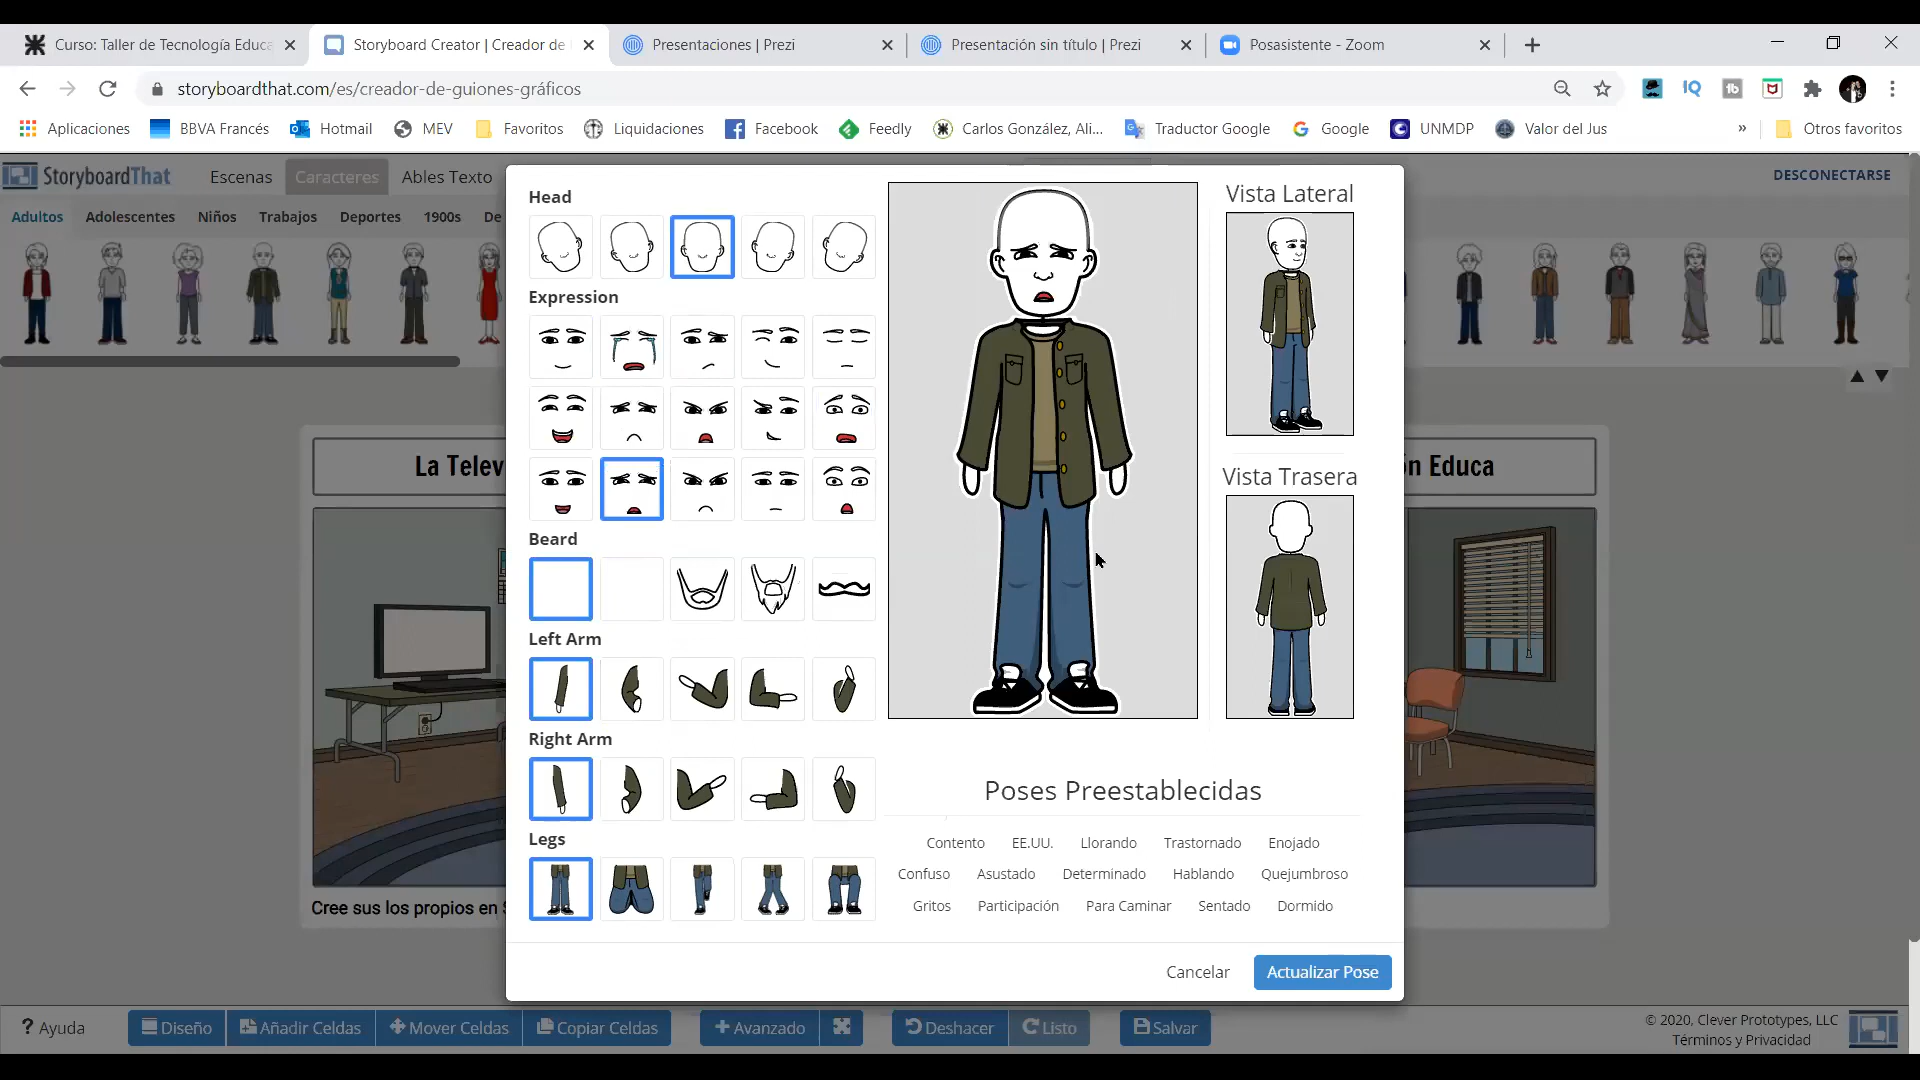 Curso: Taller de Tecnología Educa
Storyboard Creator | Creador de
Presentaciones | Prezi
Presentación sin título | Prezi
Posasistente - Zoom
storyboardthat.com/es/creador-de-guiones-gráficos
Aplicaciones
BBVA Francés
Hotmail
MEV
Favoritos
Liquidaciones
Facebook
Feedly
Carlos González, Ali...
Traductor Google
Google
UNMDP
Valor del Jus
»
Otros favoritos
StoryboardThat
Escenas
Caracteres
Ables Texto
DESCONECTARSE
Adultos
Adolescentes
Niños
Trabajos
Deportes
1900s
De
Head
Expression
Beard
Left Arm
Right Arm
Legs
Vista Lateral
Vista Trasera
Poses Preestablecidas
Contento EE.UU. Llorando Trastornado Enojado
Confuso Asustado Determinado Hablando Quejumbroso
Gritos Participación Para Caminar Sentado Dormido
Cancelar
Actualizar Pose
La Telev
n Educa
Cree sus los propios en S
? Ayuda
Diseño
Añadir Celdas
Mover Celdas
Copiar Celdas
+ Avanzado
Deshacer
Listo
Salvar
© 2020, Clever Prototypes, LLC
Términos y Privacidad